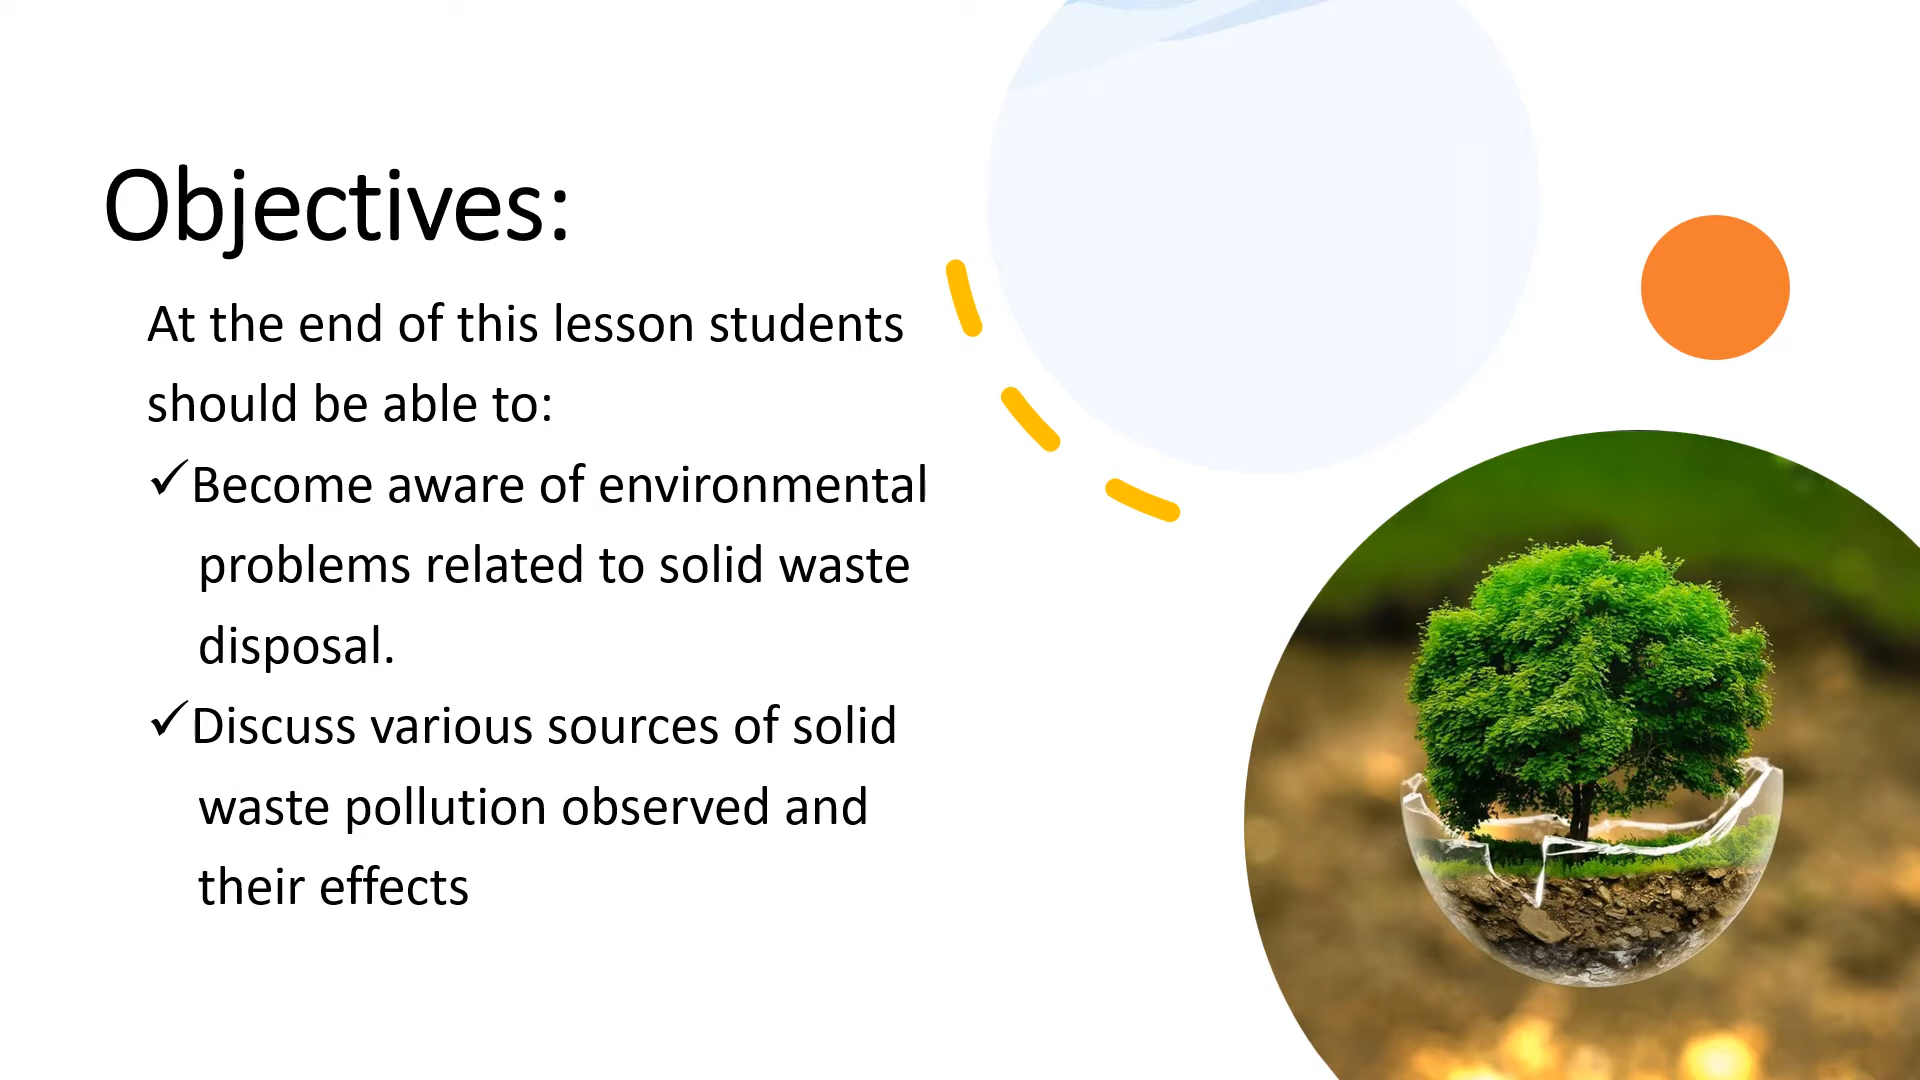 Objectives:
At the end of this lesson students
should be able to:
✓Become aware of environmental
problems related to solid waste
disposal.
✓Discuss various sources of solid
waste pollution observed and
their effects